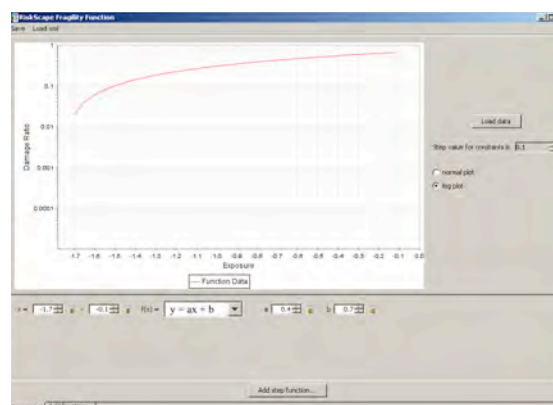 RiskScape Fragility Function
Save Load xml
1
0.1
0.01
0.001
0.0001
Damage Ratio
-1.7 -1.6 -1.5 -1.4 -1.3 -1.2 -1.1 -1.0 -0.9 -0.8 -0.7 -0.6 -0.5 -0.4 -0.3 -0.2 -0.1 0.0
Exposure
Function Data
Load data
Step value for constants is 0.1
normal plot
log plot
x = -1.7 - -0.1 f(x) = y = ax + b a 0.4 b 0.7
Add step function...